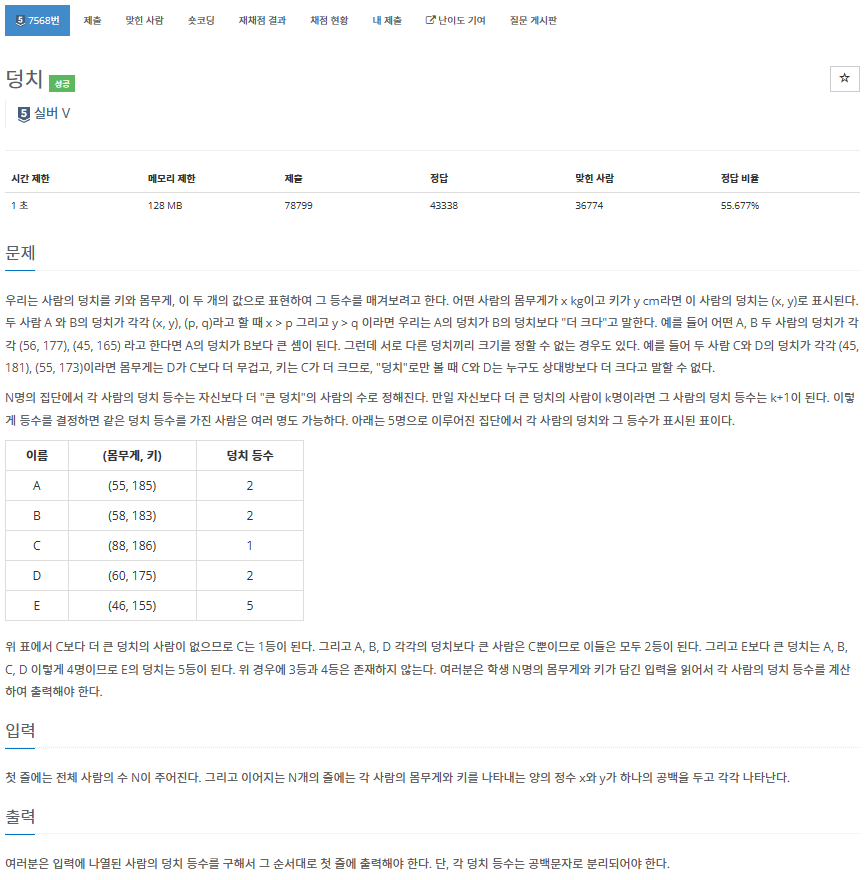 5 7568번 제출 맞힌 사람 숏코딩 재채점 결과 채점 현황 내 제출 난이도 기여 질문 게시판
덩치 성공
5 실버 V
시간 제한 메모리 제한 제출 정답 맞힌 사람 정답 비율
1 초 128 MB 78799 43338 36774 55.677%
문제
우리는 사람의 덩치를 키와 몸무게, 이 두 개의 값으로 표현하여 그 등수를 매겨보려고 한다. 어떤 사람의 몸무게가 x kg이고 키가 y cm라면 이 사람의 덩치는 (x, y)로 표시된다.
두 사람 A 와 B의 덩치가 각각 (x, y), (p, q)라고 할 때 x > p 그리고 y > q 이라면 우리는 A의 덩치가 B의 덩치보다 "더 크다"고 말한다. 예를 들어 어떤 A, B 두 사람의 덩치가 각
각 (56, 177), (45, 165) 라고 한다면 A의 덩치가 B보다 큰 셈이 된다. 그런데 서로 다른 덩치끼리 크기를 정할 수 없는 경우도 있다. 예를 들어 두 사람 C와 D의 덩치가 각각 (45,
181), (55, 173)이라면 몸무게는 D가 C보다 더 무겁고, 키는 C가 더 크므로, "덩치"로만 볼 때 C와 D는 누구도 상대방보다 더 크다고 말할 수 없다.
N명의 집단에서 각 사람의 덩치 등수는 자신보다 더 "큰 덩치"의 사람의 수로 정해진다. 만일 자신보다 더 큰 덩치의 사람이 k명이라면 그 사람의 덩치 등수는 k+1이 된다. 이렇
게 등수를 결정하면 같은 덩치 등수를 가진 사람은 여러 명도 가능하다. 아래는 5명으로 이루어진 집단에서 각 사람의 덩치와 그 등수가 표시된 표이다.
이름 (몸무게, 키) 덩치 등수
A (55, 185) 2
B (58, 183) 2
C (88, 186) 1
D (60, 175) 2
E (46, 155) 5
위 표에서 C보다 더 큰 덩치의 사람이 없으므로 C는 1등이 된다. 그리고 A, B, D 각각의 덩치보다 큰 사람은 C뿐이므로 이들은 모두 2등이 된다. 그리고 E보다 큰 덩치는 A, B,
C, D 이렇게 4명이므로 E의 덩치는 5등이 된다. 위 경우에 3등과 4등은 존재하지 않는다. 여러분은 학생 N명의 몸무게와 키가 담긴 입력을 읽어서 각 사람의 덩치 등수를 계산
하여 출력해야 한다.
입력
첫 줄에는 전체 사람의 수 N이 주어진다. 그리고 이어지는 N개의 줄에는 각 사람의 몸무게와 키를 나타내는 양의 정수 x와 y가 하나의 공백을 두고 각각 나타난다.
출력
여러분은 입력에 나열된 사람의 덩치 등수를 구해서 그 순서대로 첫 줄에 출력해야 한다. 단, 각 덩치 등수는 공백문자로 분리되어야 한다.